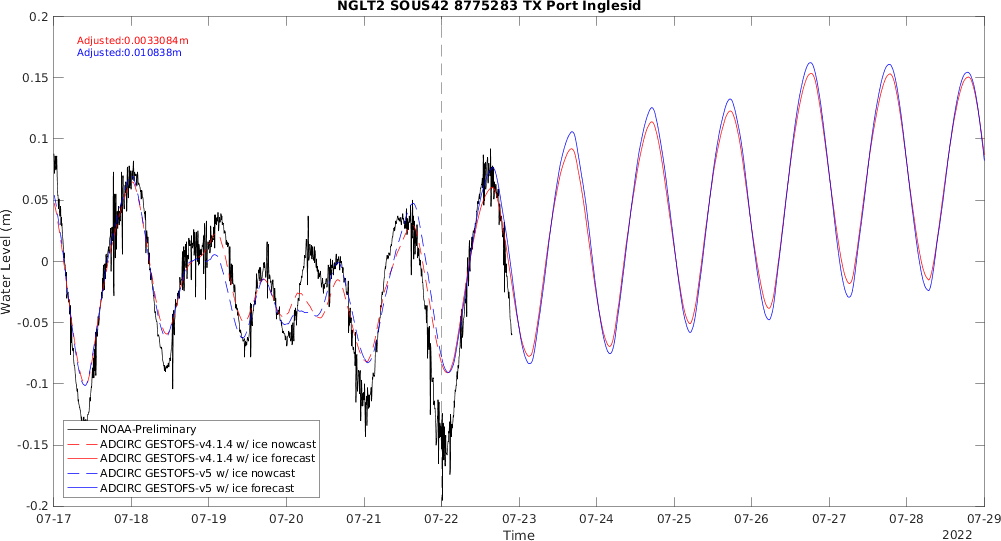 NGLT2 SOUS42 8775283 TX Port Inglesid
Adjusted:0.0033084m
Adjusted:0.010838m
Water Level (m)
0.2
0.15
0.1
0.05
0
-0.05
-0.1
-0.15
-0.2
NOAA-Preliminary
ADCIRC GESTOFS-v4.1.4 w/ ice nowcast
ADCIRC GESTOFS-v4.1.4 w/ ice forecast
ADCIRC GESTOFS-v5 w/ ice nowcast
ADCIRC GESTOFS-v5 w/ ice forecast
07-17 07-18 07-19 07-20 07-21 07-22 07-23 07-24 07-25 07-26 07-27 07-28 07-29
Time
2022